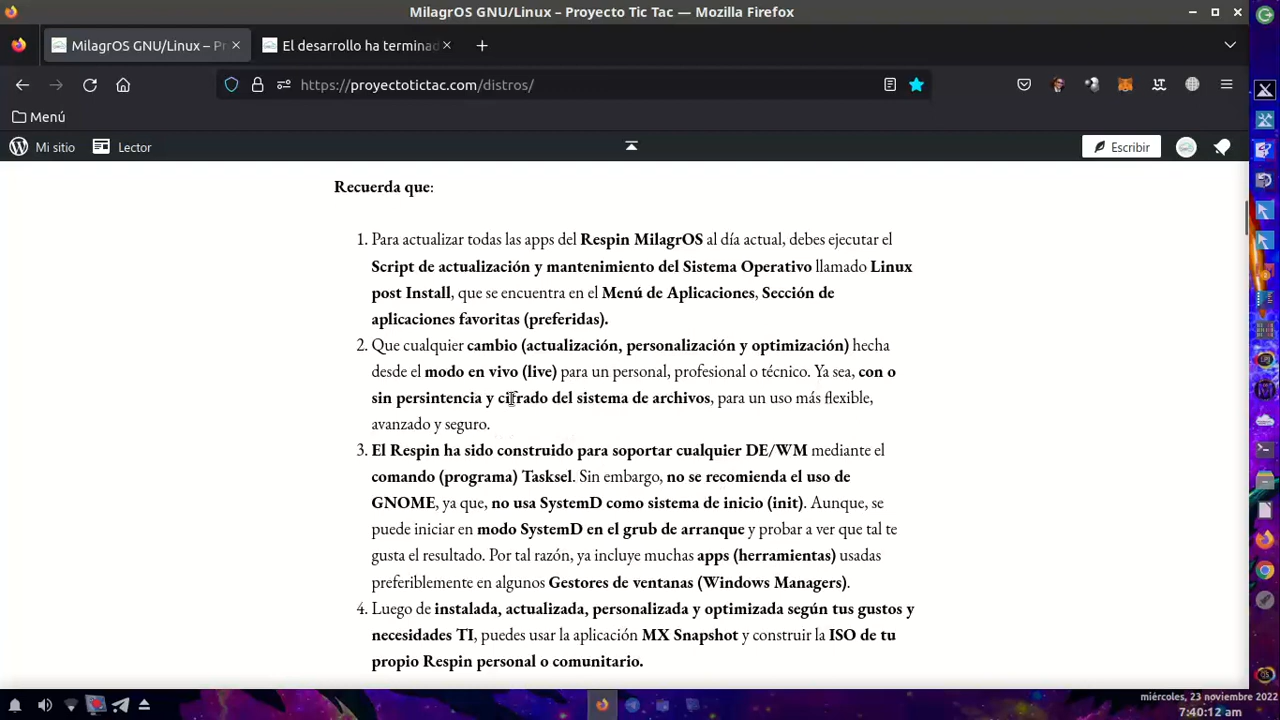 MilagrOS GNU/Linux – Proyecto Tic Tac — Mozilla Firefox
MilagrOS GNU/Linux – Pr
El desarrollo ha terminad
https://proyectotictac.com/distros/
Menú
Mi sitio
Lector
Escribir
Recuerda que:
1. Para actualizar todas las apps del Respin MilagrOS al día actual, debes ejecutar el
Script de actualización y mantenimiento del Sistema Operativo llamado Linux
post Install, que se encuentra en el Menú de Aplicaciones, Sección de
aplicaciones favoritas (preferidas).
2. Que cualquier cambio (actualización, personalización y optimización) hecha
desde el modo en vivo (live) para un personal, profesional o técnico. Ya sea, con o
sin persintencia y cifrado del sistema de archivos, para un uso más flexible,
avanzado y seguro.
3. El Respin ha sido construido para soportar cualquier DE/WM mediante el
comando (programa) Tasksel. Sin embargo, no se recomienda el uso de
GNOME, ya que, no usa SystemD como sistema de inicio (init). Aunque, se
puede iniciar en modo SystemD en el grub de arranque y probar a ver que tal te
gusta el resultado. Por tal razón, ya incluye muchas apps (herramientas) usadas
preferiblemente en algunos Gestores de ventanas (Windows Managers).
4. Luego de instalada, actualizada, personalizada y optimizada según tus gustos y
necesidades TI, puedes usar la aplicación MX Snapshot y construir la ISO de tu
propio Respin personal o comunitario.
miércoles, 23 noviembre 2022
7:40:12 am